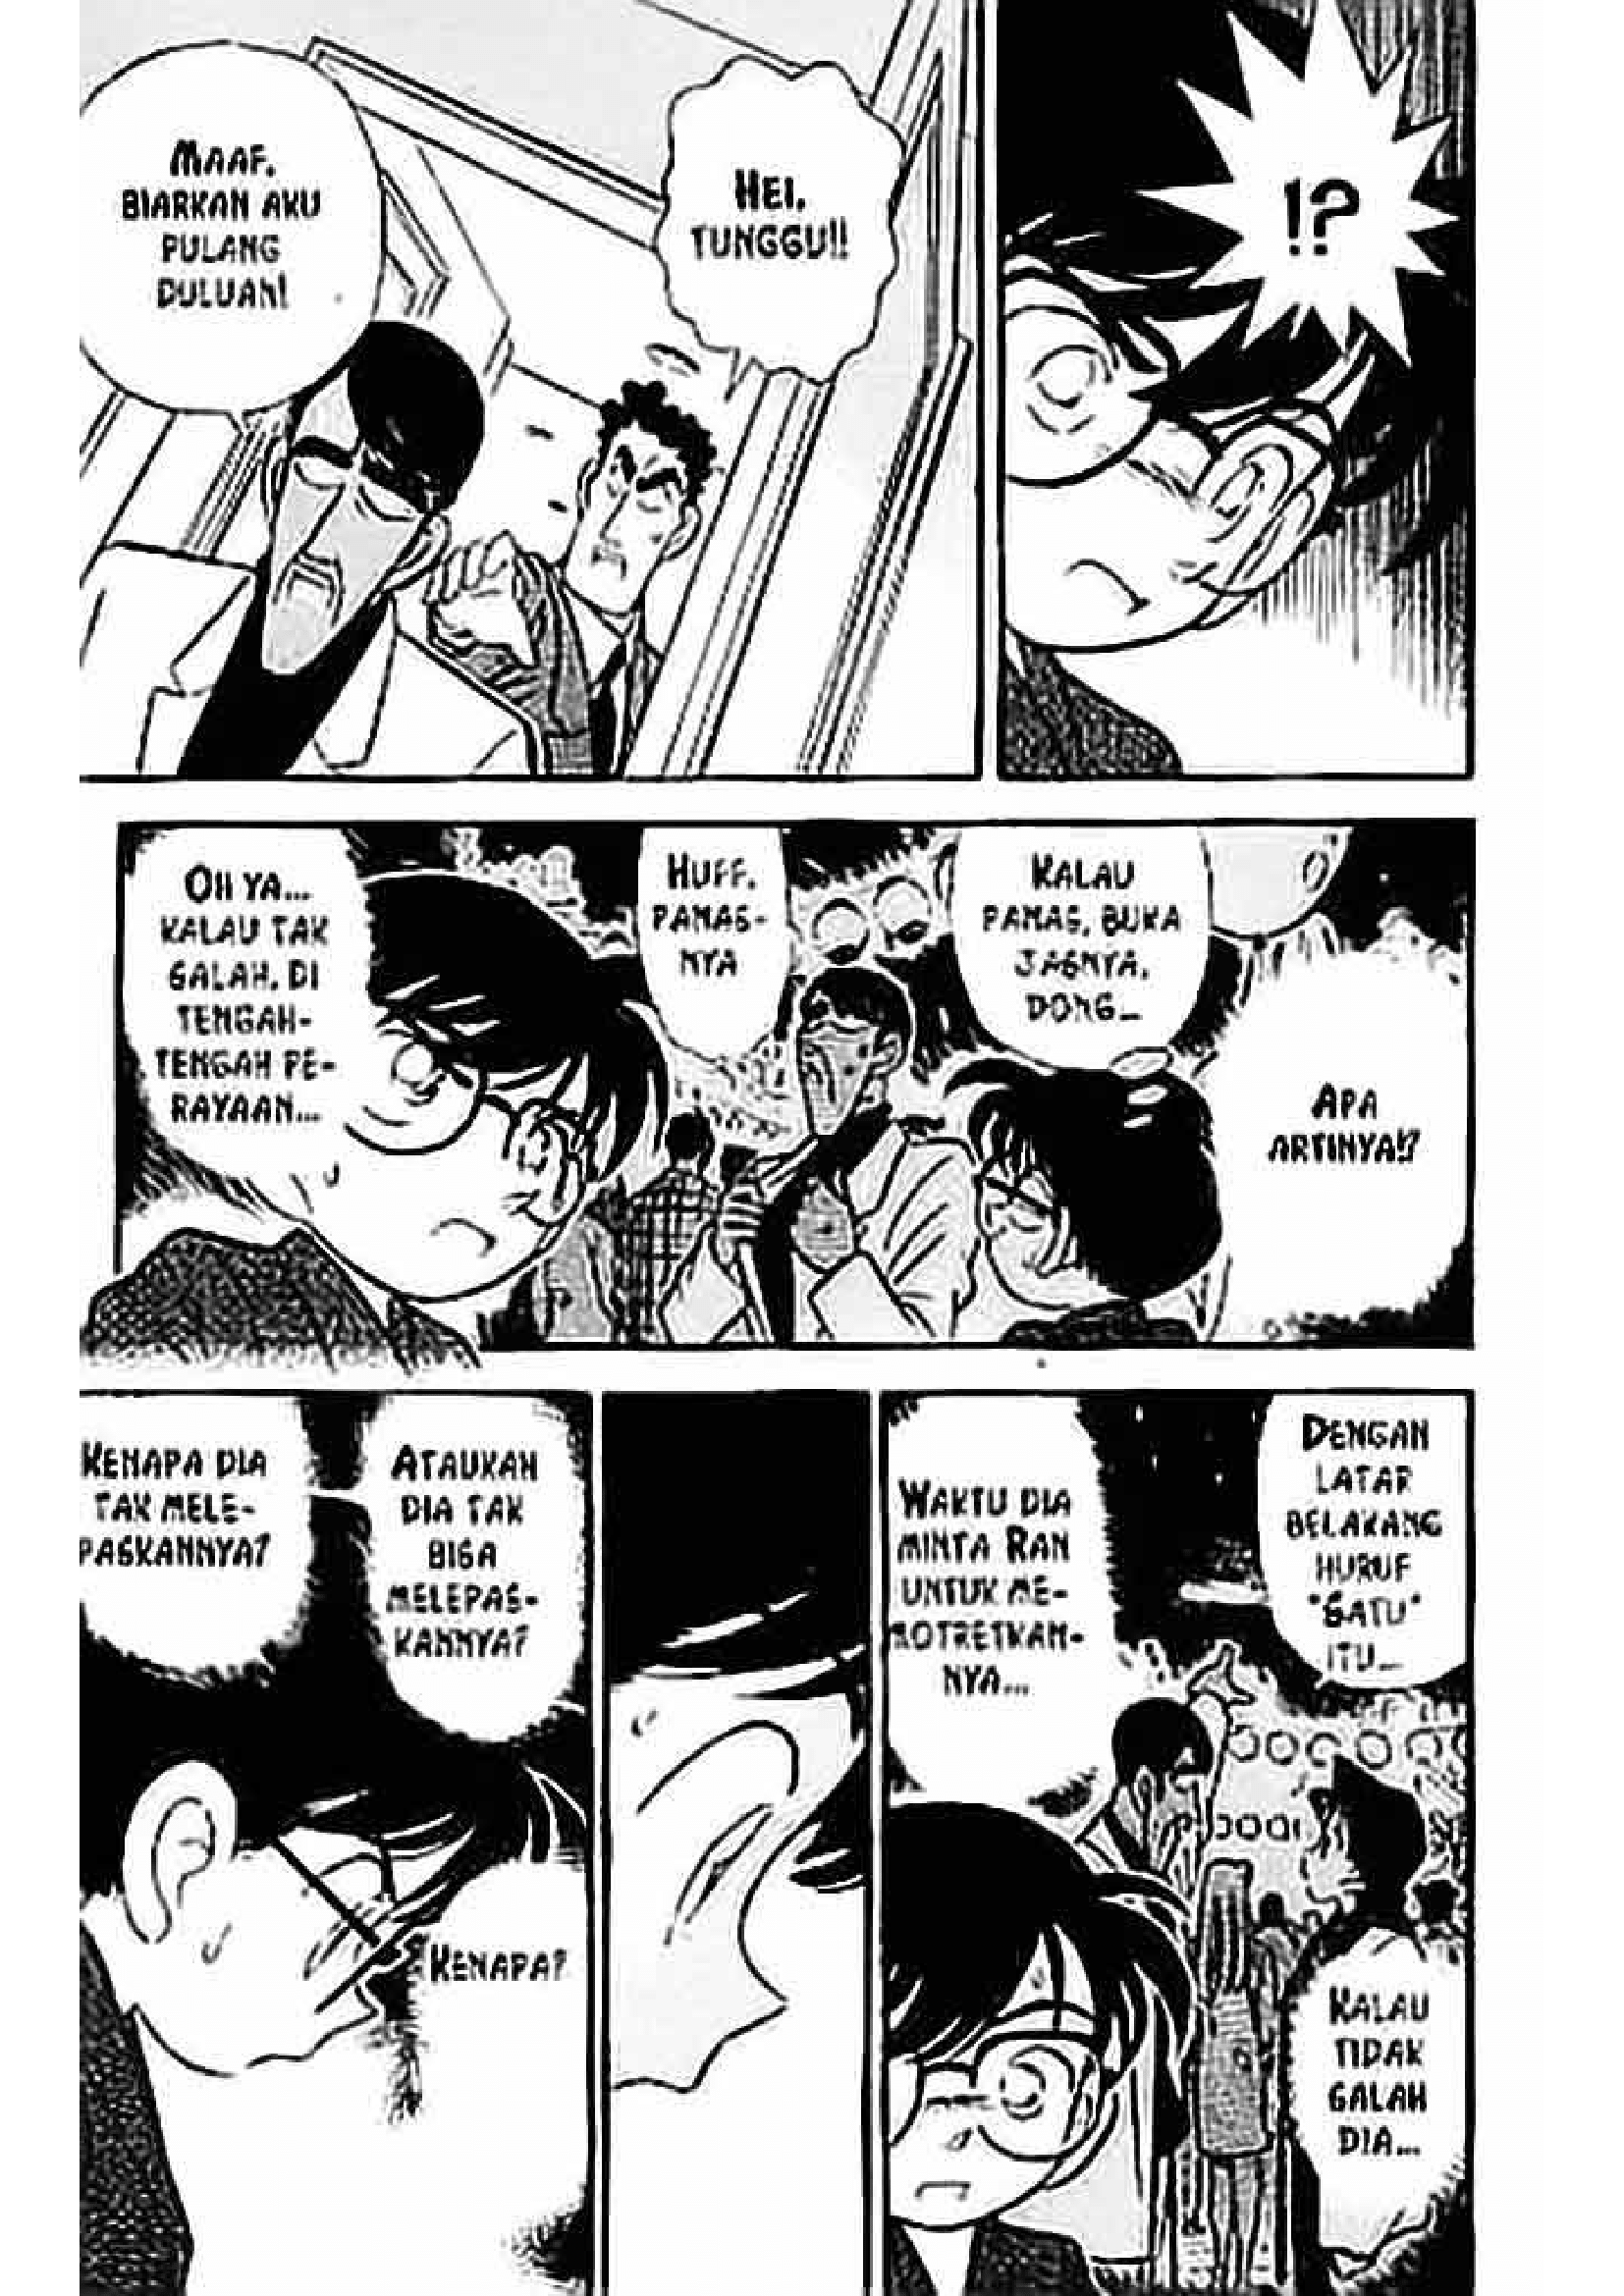 !?
HEI,
TUNGGU!!
MAAF,
BIARKAN AKU
PULANG
DULUAN!
APA
ARTINYA!?
KALAU
PANAS, BUKA
JASNYA,
DONG...
HUFF,
PANAS-
NYA
OH YA...
KALAU TAK
SALAH, DI
TENGAH-
TENGAH PE-
RAYAAN...
DENGAN
LATAR
BELAKANG
HURUF
"SATU"
ITU...
KALAU
TIDAK
SALAH
DIA...
WAKTU DIA
MINTA RAN
UNTUK ME-
MOTRETKAN-
NYA...
ATAUKAH
DIA TAK
BISA
MELEPAS-
KANNYA?
KENAPA DIA
TAK MELE-
PASKANNYA?
KENAPA?